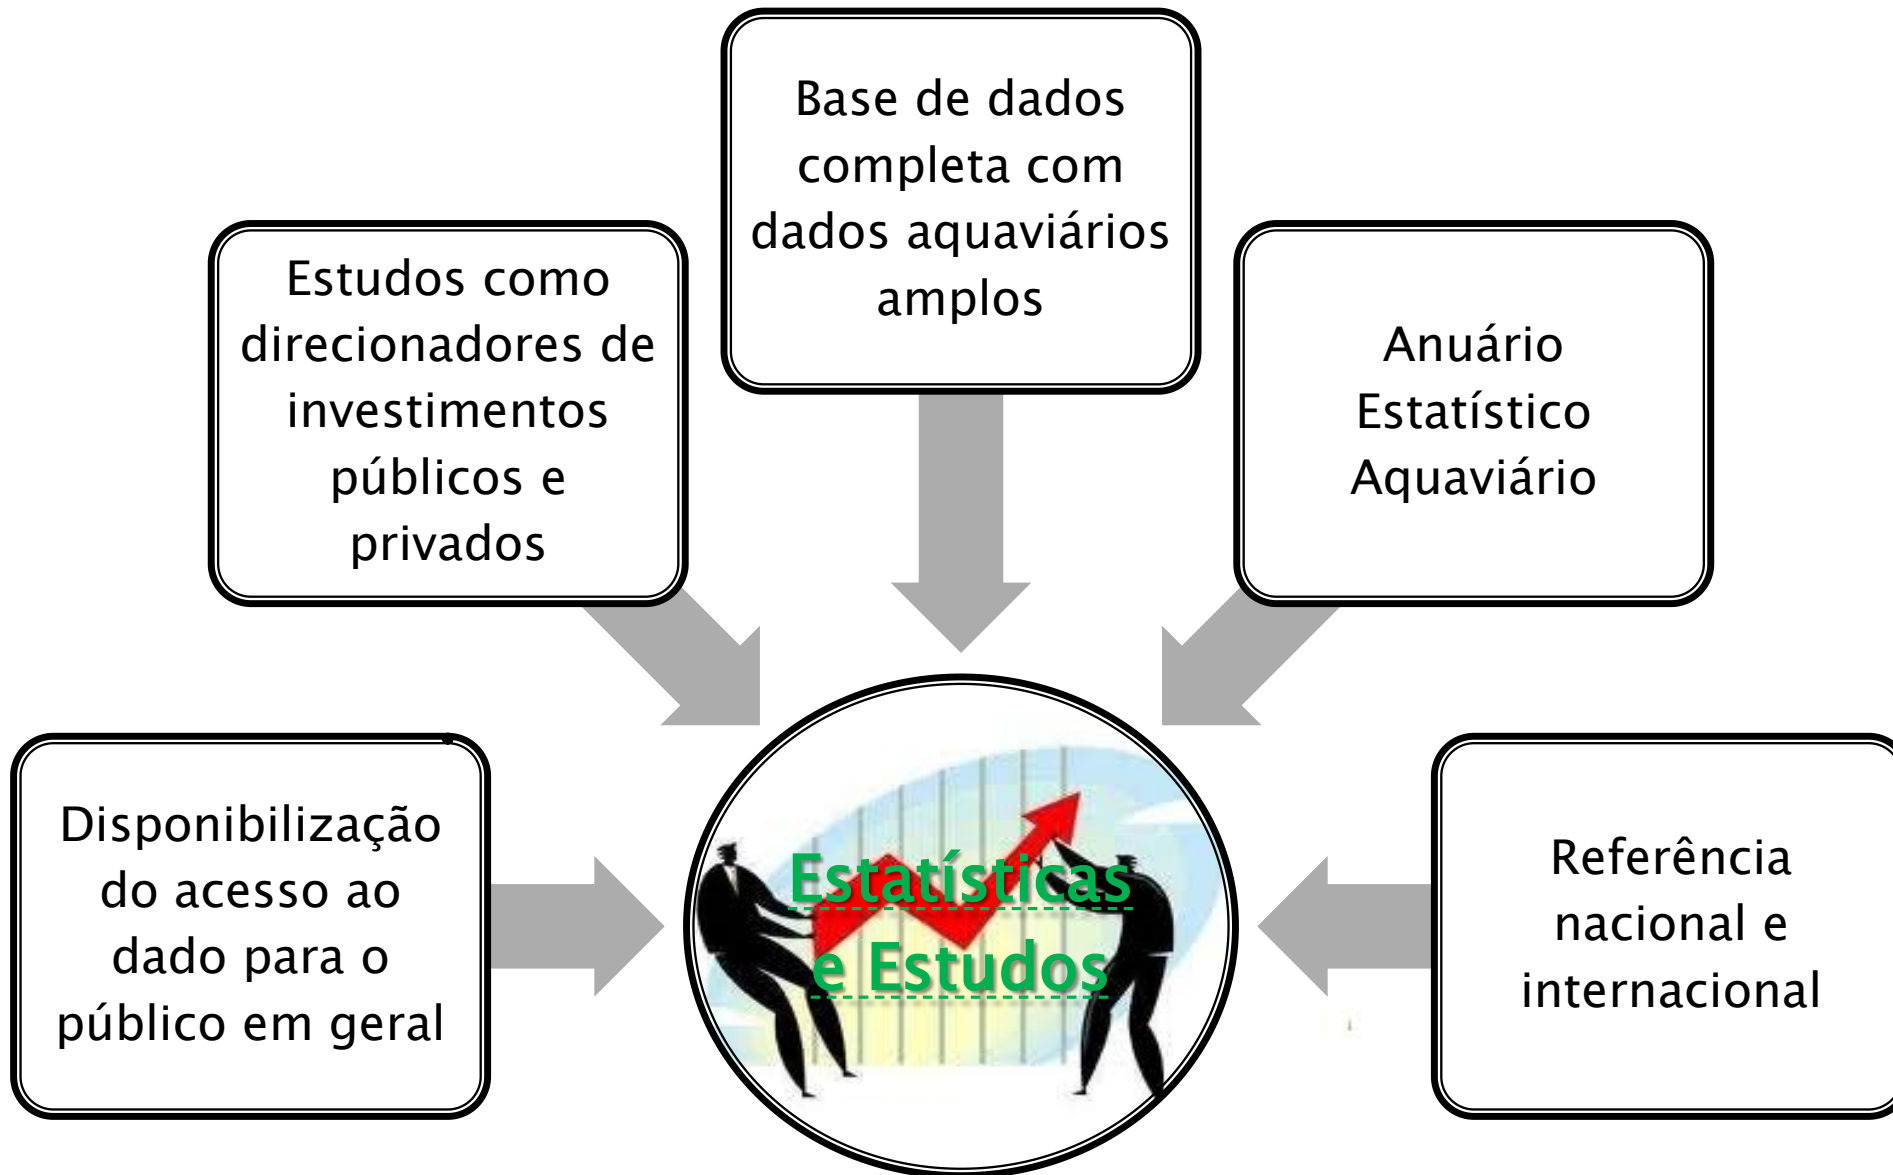 Base de dados
completa com
dados aquaviários
amplos
Estudos como
direcionadores de
investimentos
públicos e
privados
Anuário
Estatístico
Aquaviário
Disponibilização
do acesso ao
dado para o
público em geral
Estatísticas
e Estudos
Referência
nacional e
internacional